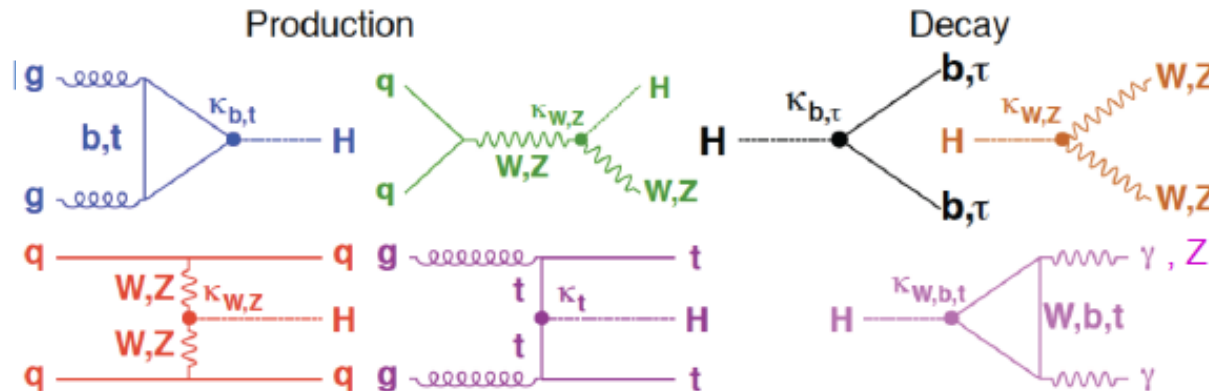 Production
Decay
g
κb,t
b,t
H
g
q
H
κW,Z
W,Z
q
W,Z
b,τ
κb,τ
H
b,τ
W,Z
κW,Z
H
W,Z
q
q
W,Z
κW,Z
H
W,Z
q
q
g
t
t
κt
H
t
g
t
γ , Z
κW,b,t
H
W,b,t
γ